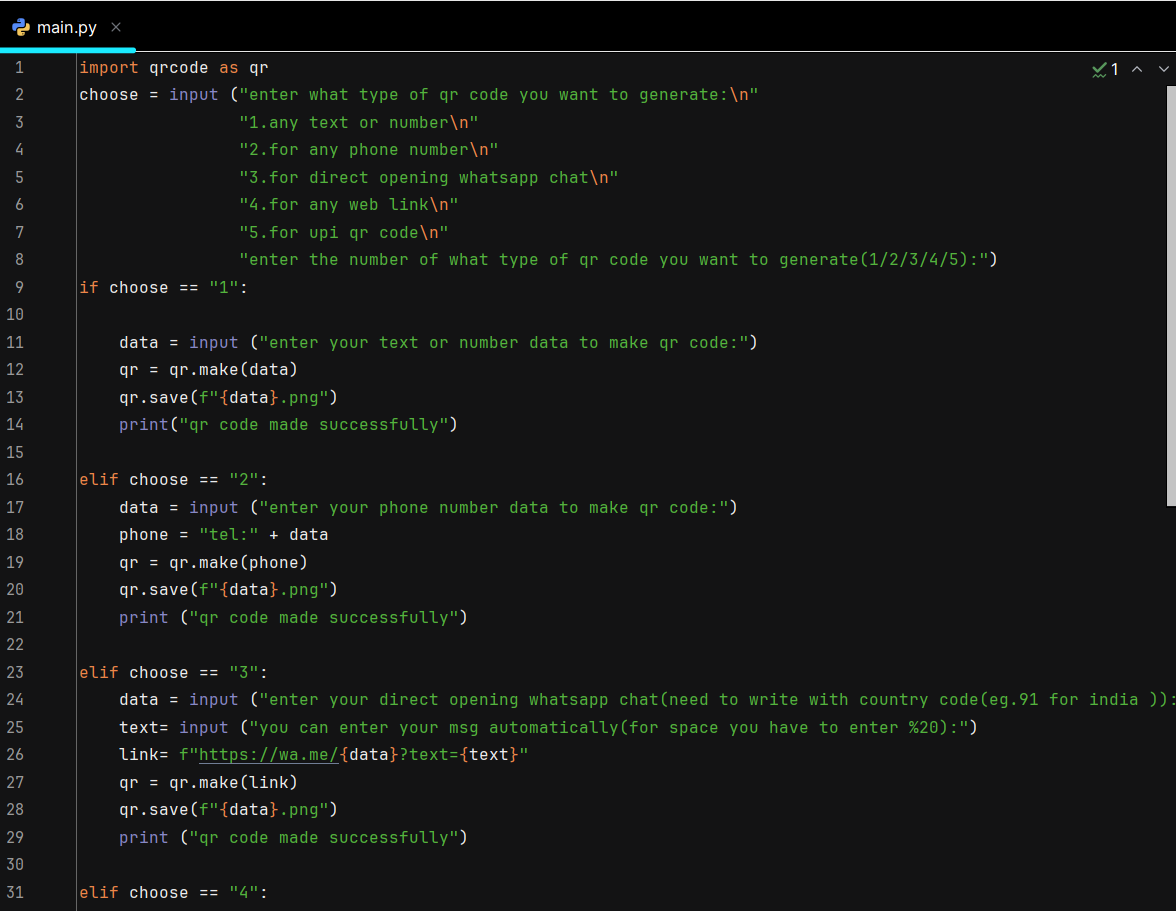 main.py
1 import qrcode as qr 1
2 choose = input ("enter what type of qr code you want to generate:\n"
3 "1.any text or number\n"
4 "2.for any phone number\n"
5 "3.for direct opening whatsapp chat\n"
6 "4.for any web link\n"
7 "5.for upi qr code\n"
8 "enter the number of what type of qr code you want to generate(1/2/3/4/5):")
9 if choose == "1":
10
11 data = input ("enter your text or number data to make qr code:")
12 qr = qr.make(data)
13 qr.save(f"{data}.png")
14 print("qr code made successfully")
15
16 elif choose == "2":
17 data = input ("enter your phone number data to make qr code:")
18 phone = "tel:" + data
19 qr = qr.make(phone)
20 qr.save(f"{data}.png")
21 print ("qr code made successfully")
22
23 elif choose == "3":
24 data = input ("enter your direct opening whatsapp chat(need to write with country code(eg.91 for india )):
25 text= input ("you can enter your msg automatically(for space you have to enter %20):")
26 link= f"https://wa.me/{data}?text={text}"
27 qr = qr.make(link)
28 qr.save(f"{data}.png")
29 print ("qr code made successfully")
30
31 elif choose == "4":